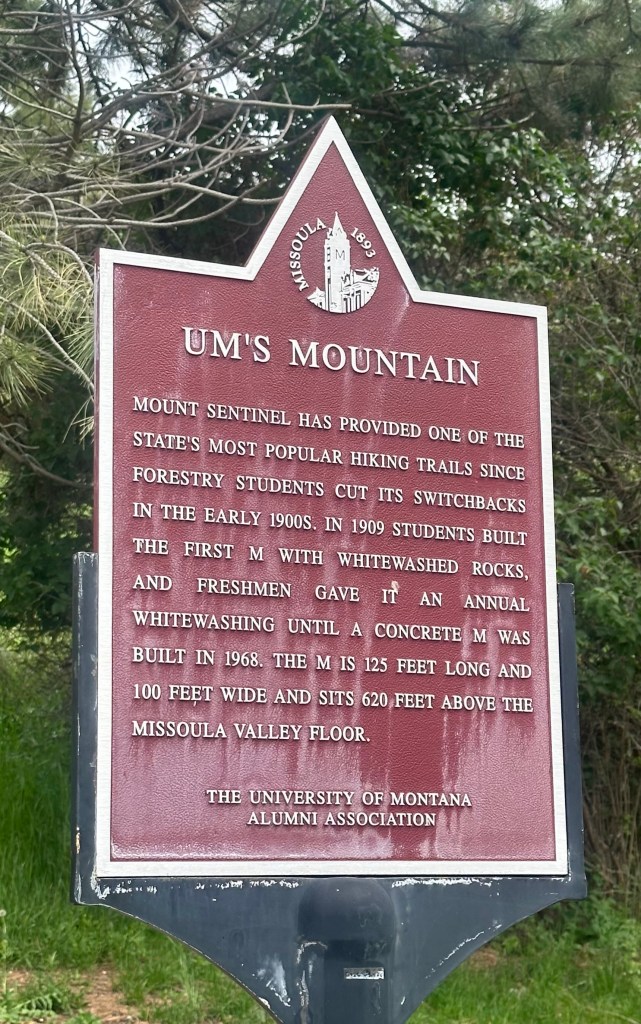 MISSOULA 1893
M
UM'S MOUNTAIN
MOUNT SENTINEL HAS PROVIDED ONE OF THE
STATE'S MOST POPULAR HIKING TRAILS SINCE
FORESTRY STUDENTS CUT ITS SWITCHBACKS
IN THE EARLY 1900S. IN 1909 STUDENTS BUILT
THE FIRST M WITH WHITEWASHED ROCKS,
AND FRESHMEN GAVE IT AN ANNUAL
WHITEWASHING UNTIL A CONCRETE M WAS
BUILT IN 1968. THE M IS 125 FEET LONG AND
100 FEET WIDE AND SITS 620 FEET ABOVE THE
MISSOULA VALLEY FLOOR.
THE UNIVERSITY OF MONTANA
ALUMNI ASSOCIATION